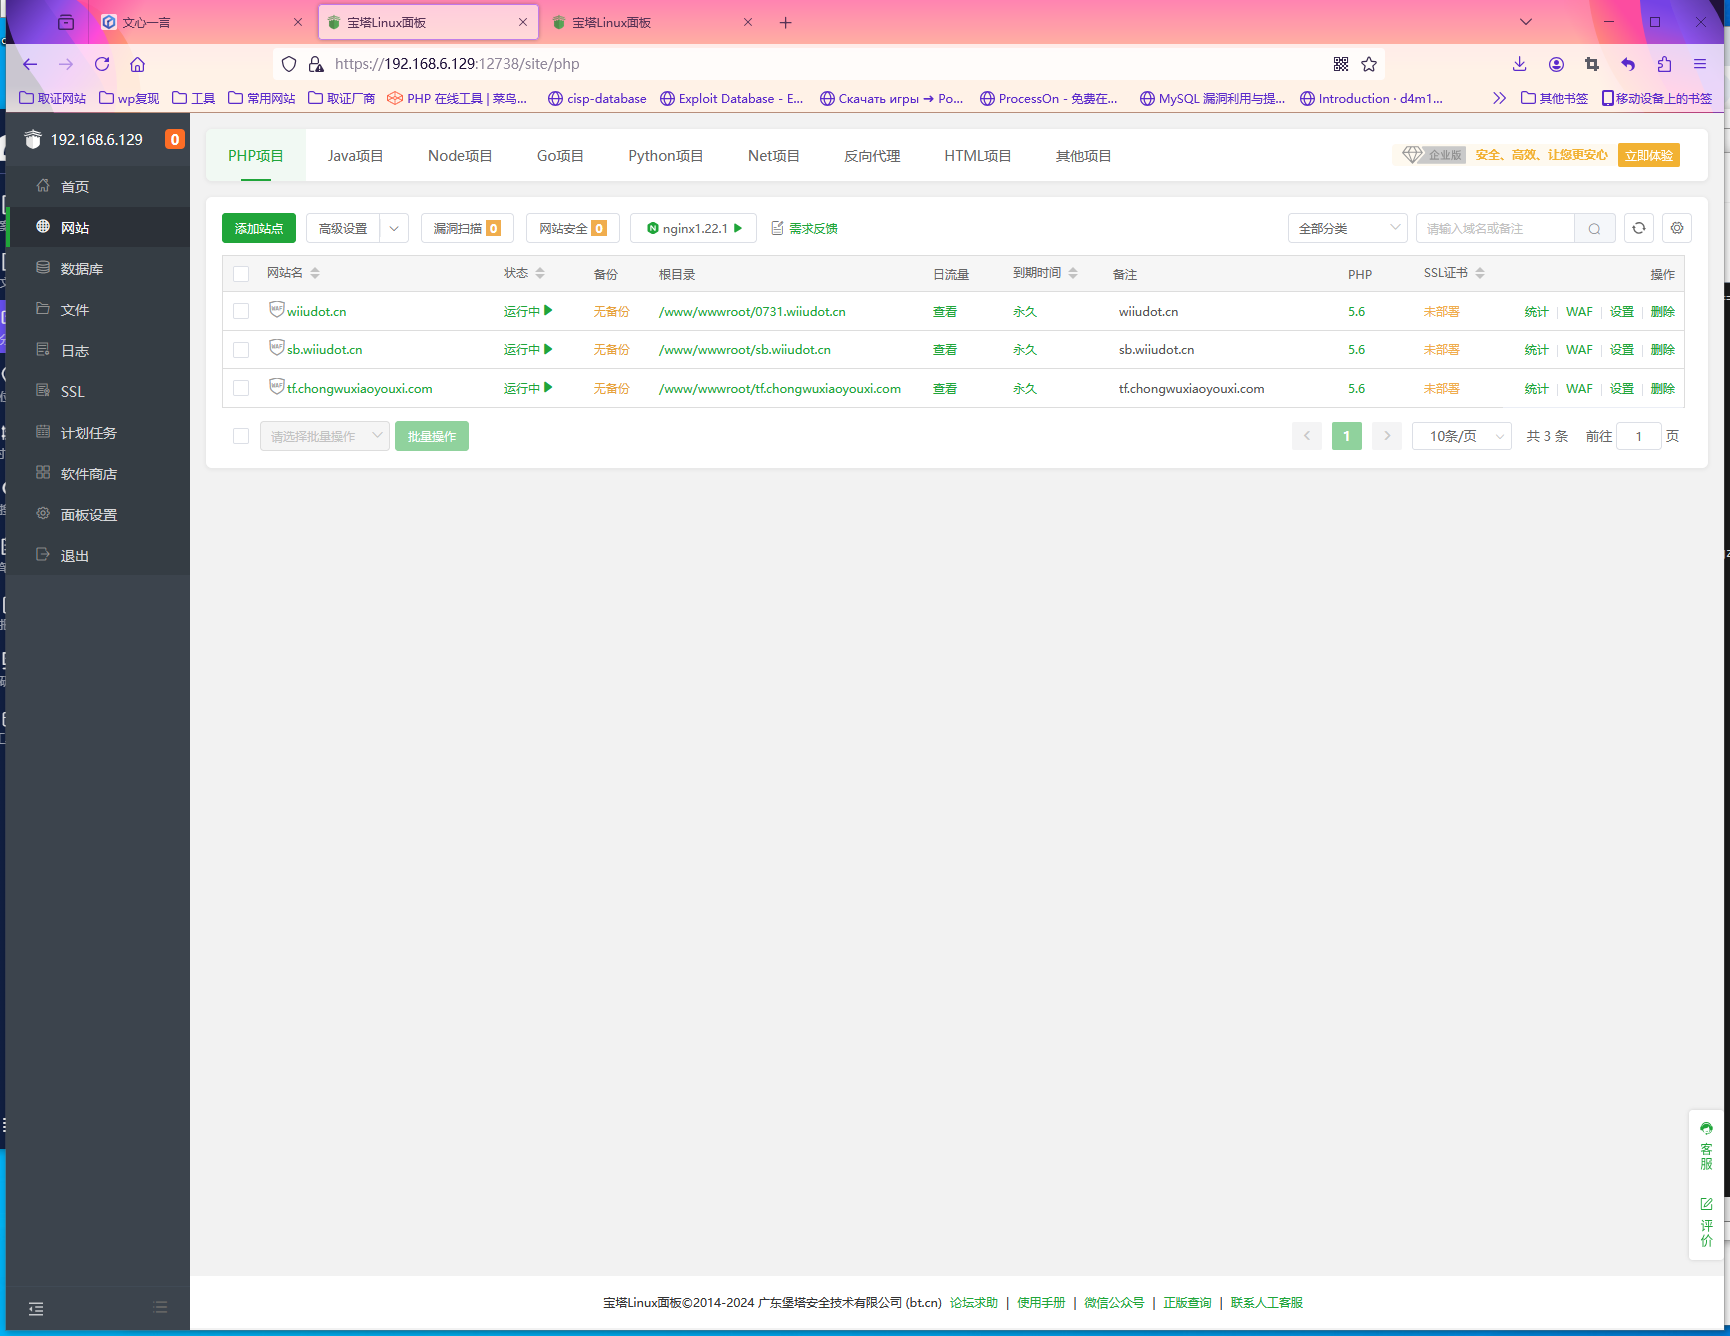 文心一言
宝塔Linux面板
宝塔Linux面板
https://192.168.6.129:12738/site/php
取证网站 wp复现 工具 常用网站 取证厂商 PHP 在线工具 | 菜鸟... cisp-database Exploit Database - E... Скачать игры → Po... ProcessOn - 免费在... MySQL 漏洞利用与提... Introduction · d4m1... 其他书签 移动设备上的书签
192.168.6.129 0
首页
网站
数据库
文件
日志
SSL
计划任务
软件商店
面板设置
退出
PHP项目 Java项目 Node项目 Go项目 Python项目 Net项目 反向代理 HTML项目 其他项目 企业版 安全、高效、让您更安心 立即体验
添加站点 高级设置 漏洞扫描 0 网站安全 0 nginx1.22.1 需求反馈 全部分类 请输入域名或备注
网站名 状态 备份 根目录 日流量 到期时间 备注 PHP SSL证书 操作
WAF wiiudot.cn 运行中 无备份 /www/wwwroot/0731.wiiudot.cn 查看 永久 wiiudot.cn 5.6 未部署 统计 | WAF | 设置 | 删除
WAF sb.wiiudot.cn 运行中 无备份 /www/wwwroot/sb.wiiudot.cn 查看 永久 sb.wiiudot.cn 5.6 未部署 统计 | WAF | 设置 | 删除
WAF tf.chongwuxiaoyouxi.com 运行中 无备份 /www/wwwroot/tf.chongwuxiaoyouxi.com 查看 永久 tf.chongwuxiaoyouxi.com 5.6 未部署 统计 | WAF | 设置 | 删除
请选择批量操作 批量操作 1 10条/页 共 3 条 前往 1 页
客服
评价
宝塔Linux面板©2014-2024 广东堡塔安全技术有限公司 (bt.cn) 论坛求助 | 使用手册 | 微信公众号 | 正版查询 | 联系人工客服